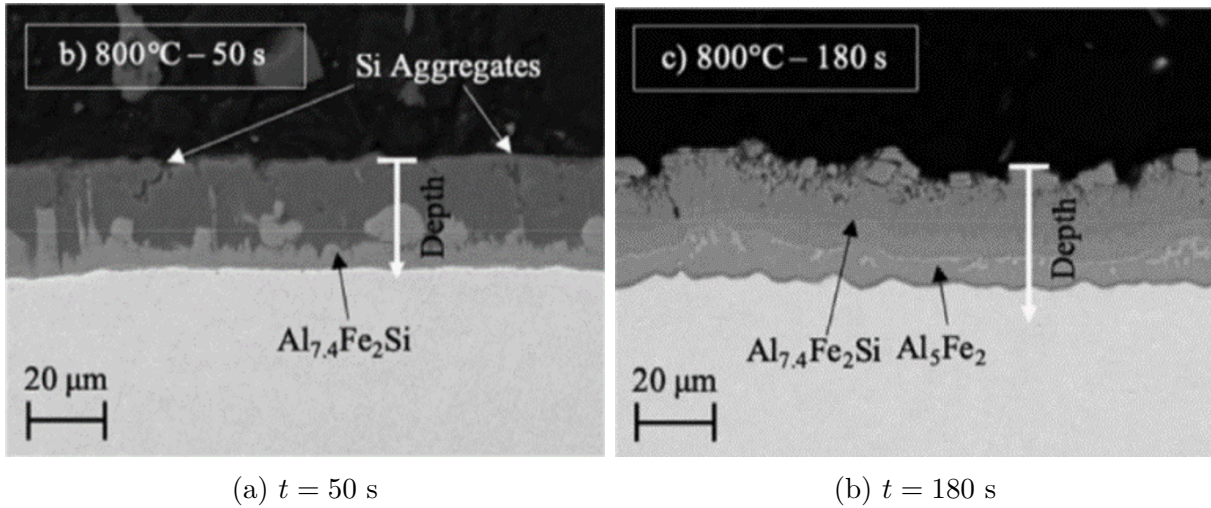 b) 800°C – 50 s
Si Aggregates
Depth
Al₇.₄Fe₂Si
20 μm
(a) t = 50 s
c) 800°C – 180 s
Depth
Al₇.₄Fe₂Si Al₅Fe₂
20 μm
(b) t = 180 s